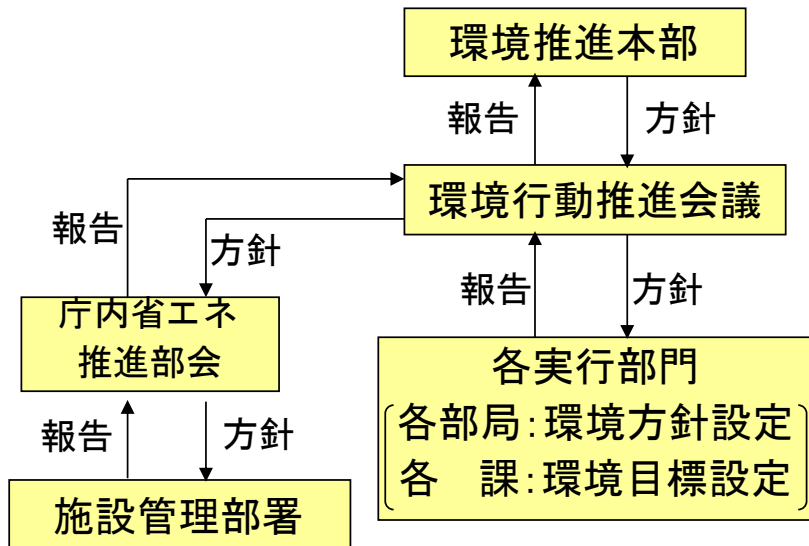 環境推進本部
報告
方針
環境行動推進会議
報告
方針
報告
方針
庁内省エネ
推進部会
各実行部門
各部局：環境方針設定
各　課：環境目標設定
報告
方針
施設管理部署